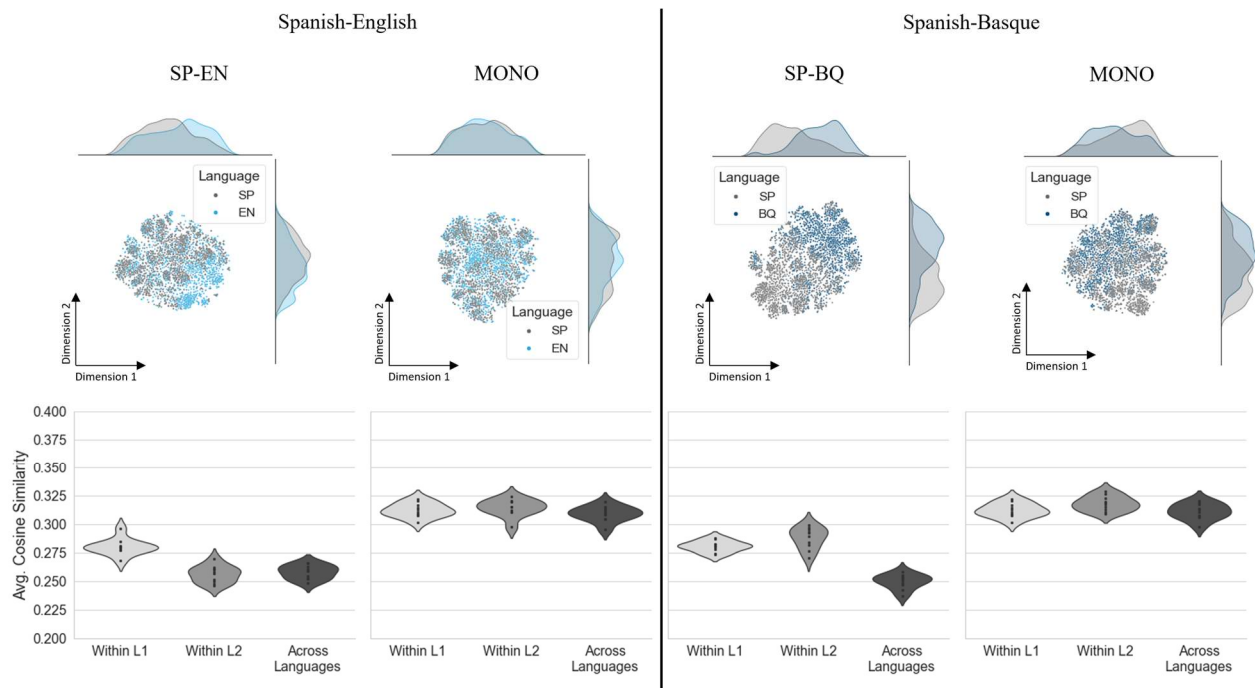 Spanish-English
Spanish-Basque
SP-EN
MONO
SP-BQ
MONO
Language
SP
EN
Language
SP
EN
Language
SP
BQ
Language
SP
BQ
Dimension 2
Dimension 1
Dimension 2
Dimension 1
Dimension 2
Dimension 1
Dimension 2
Dimension 1
Avg. Cosine Similarity
0.400
0.375
0.350
0.325
0.300
0.275
0.250
0.225
0.200
Within L1
Within L2
Across
Languages
Within L1
Within L2
Across
Languages
Within L1
Within L2
Across
Languages
Within L1
Within L2
Across
Languages